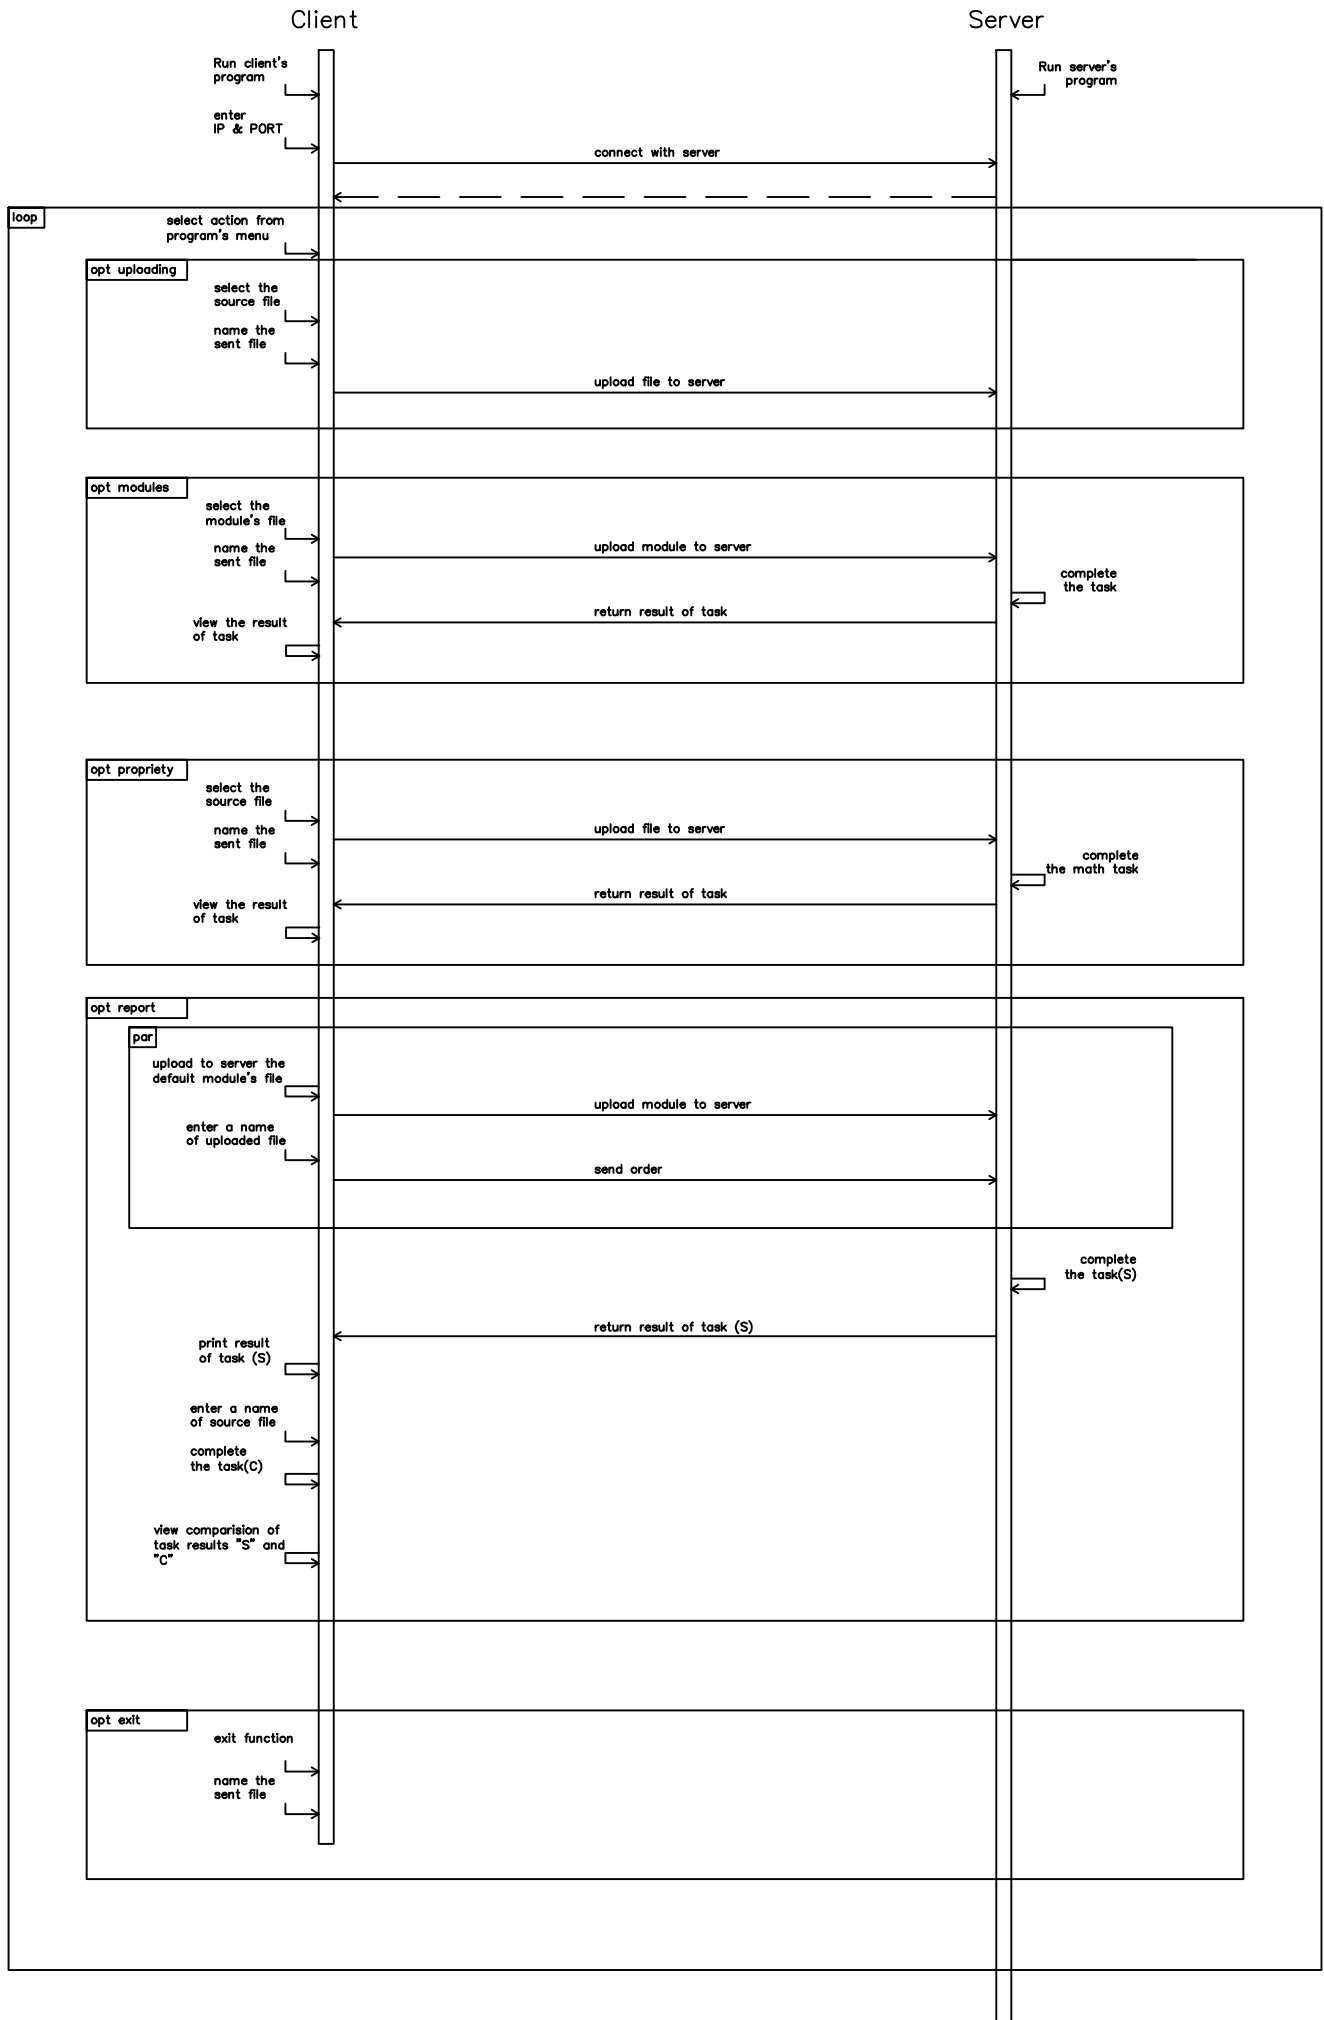 Client
Server
Run client's
program
Run server's
program
enter
IP & PORT
connect with server
loop
select action from
program's menu
opt uploading
select the
source file
name the
sent file
upload file to server
opt modules
select the
module's file
name the
sent file
upload module to server
complete
the task
return result of task
view the result
of task
opt propriety
select the
source file
name the
sent file
upload file to server
complete
the math task
return result of task
view the result
of task
opt report
par
upload to server the
default module's file
upload module to server
enter a name
of uploaded file
send order
complete
the task(S)
return result of task (S)
print result
of task (S)
enter a name
of source file
complete
the task(C)
view comparision of
task results "S" and
"C"
opt exit
exit function
name the
sent file